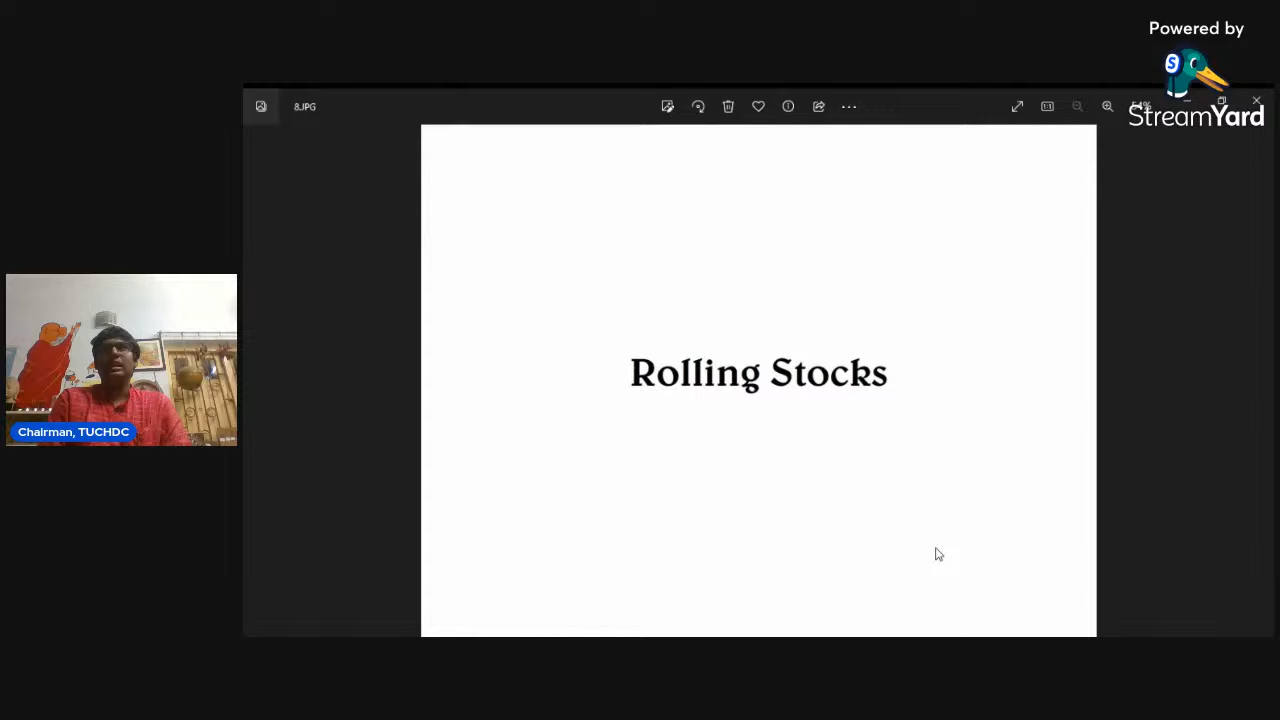 Powered by
StreamYard
8.JPG
Rolling Stocks
Chairman, TUCHDC